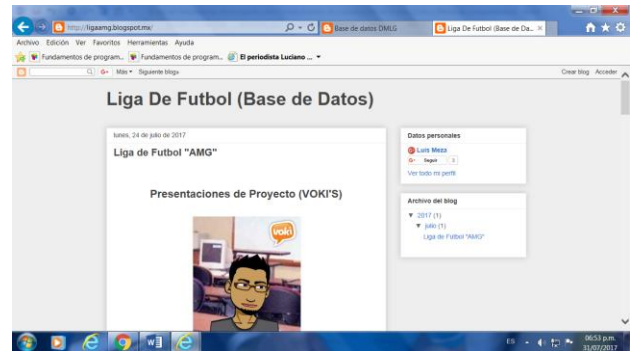 http://ligaamg.blogspot.mx/
Base de datos DMLG
Liga De Futbol (Base de Da...
Archivo Edición Ver Favoritos Herramientas Ayuda
Fundamentos de program... Fundamentos de program... El periodista Luciano ...
G+ Más Siguiente blog» Crear blog Acceder
Liga De Futbol (Base de Datos)
lunes, 24 de julio de 2017
Liga de Futbol "AMG"
Presentaciones de Proyecto (VOKI'S)
voki
Datos personales
Luis Meza
G+ Seguir
Ver todo mi perfil
Archivo del blog
▼ 2017 (1)
▼ julio (1)
Liga de Futbol "AMG"
ES
06:53 p.m.
31/07/2017